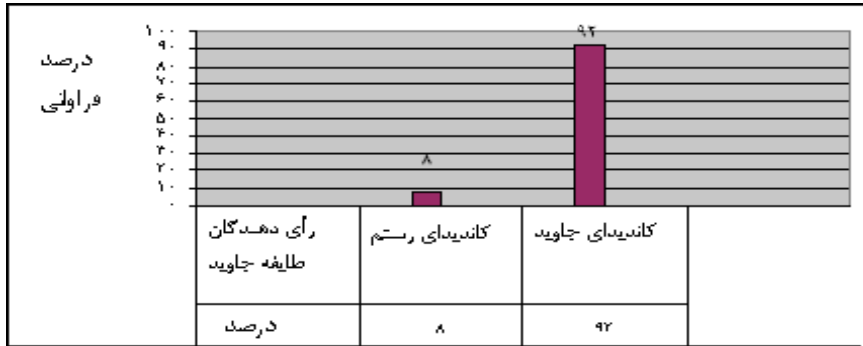 درصد
فراوانی
۱۰۰
۹۰
۸۰
۷۰
۶۰
۵۰
۴۰
۳۰
۲۰
۱۰
۰
۸
۹۲
رأی دهندگان
طایفه جاوید
کاندیدای رستم
کاندیدای جاوید
درصد
۸
۹۲